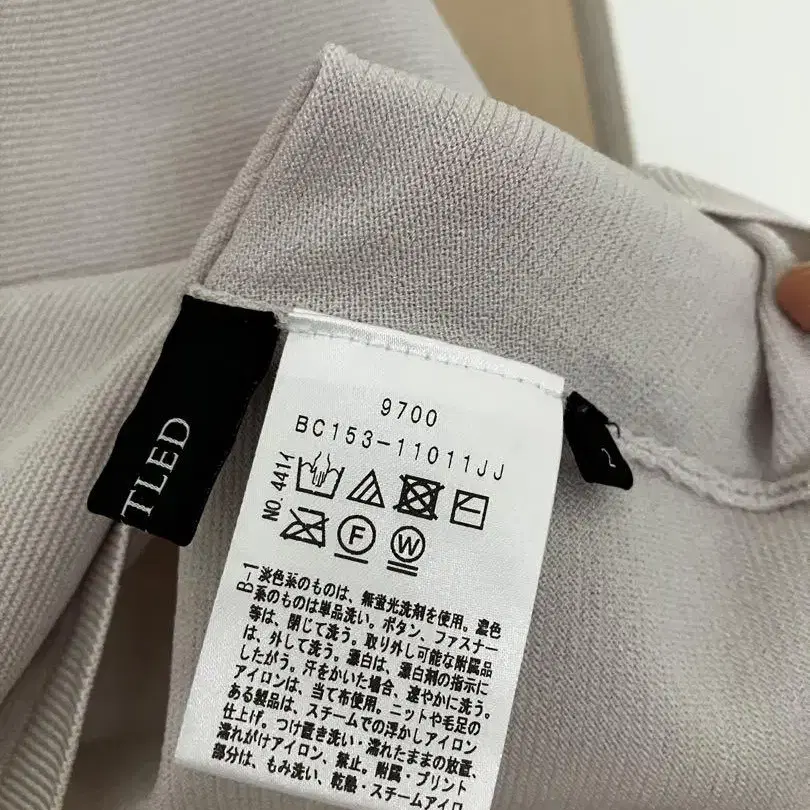 TLED
2
9700
BC153-11011JJ
NO.4411
F
W
B-1
淡色系のものは、無蛍光洗剤を使用。濃色
系のものは単品洗い。ボタン、ファスナー
等は、閉じて洗う。取り外し可能な附属品
は、外して洗う。漂白は、漂白剤の指示に
したがう。汗をかいた場合、速やかに洗う。
アイロンは、当て布使用。ニットや毛足の
ある製品は、スチームでの浮かしアイロン
仕上げ。つけ置き洗い・濡れたままの放置、
濡れがけアイロン、禁止。附属・プリント
部分は、もみ洗い、乾熱・スチームアイロ